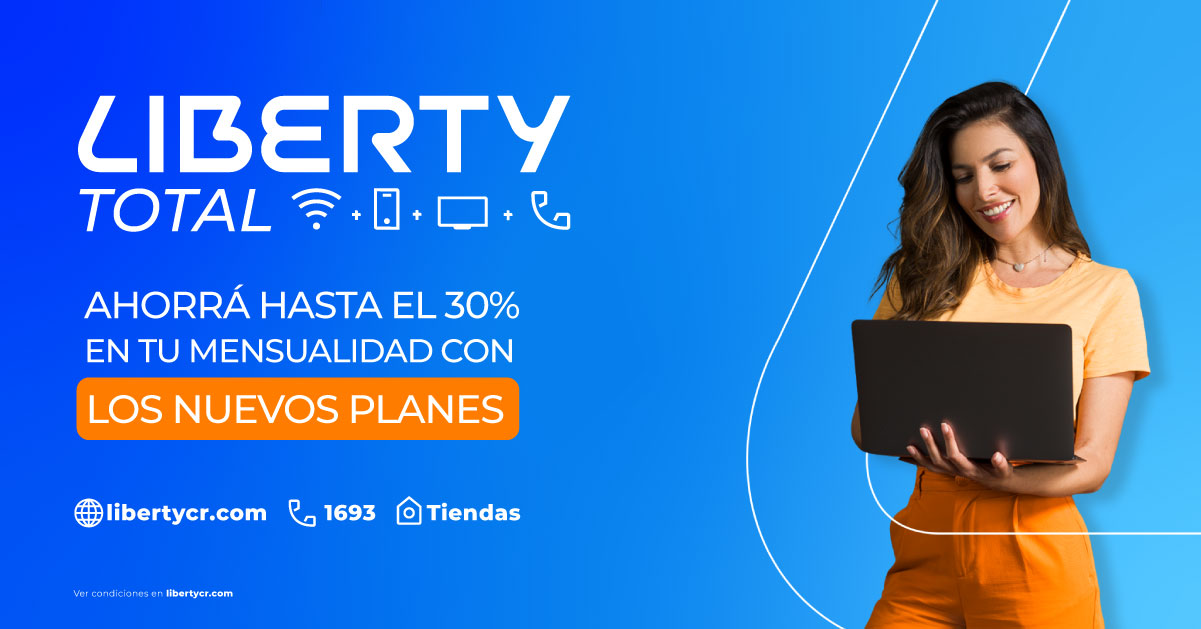 LIBERTY
TOTAL + + +
AHORRÁ HASTA EL 30%
EN TU MENSUALIDAD CON
LOS NUEVOS PLANES
libertycr.com 1693 Tiendas
Ver condiciones en libertycr.com